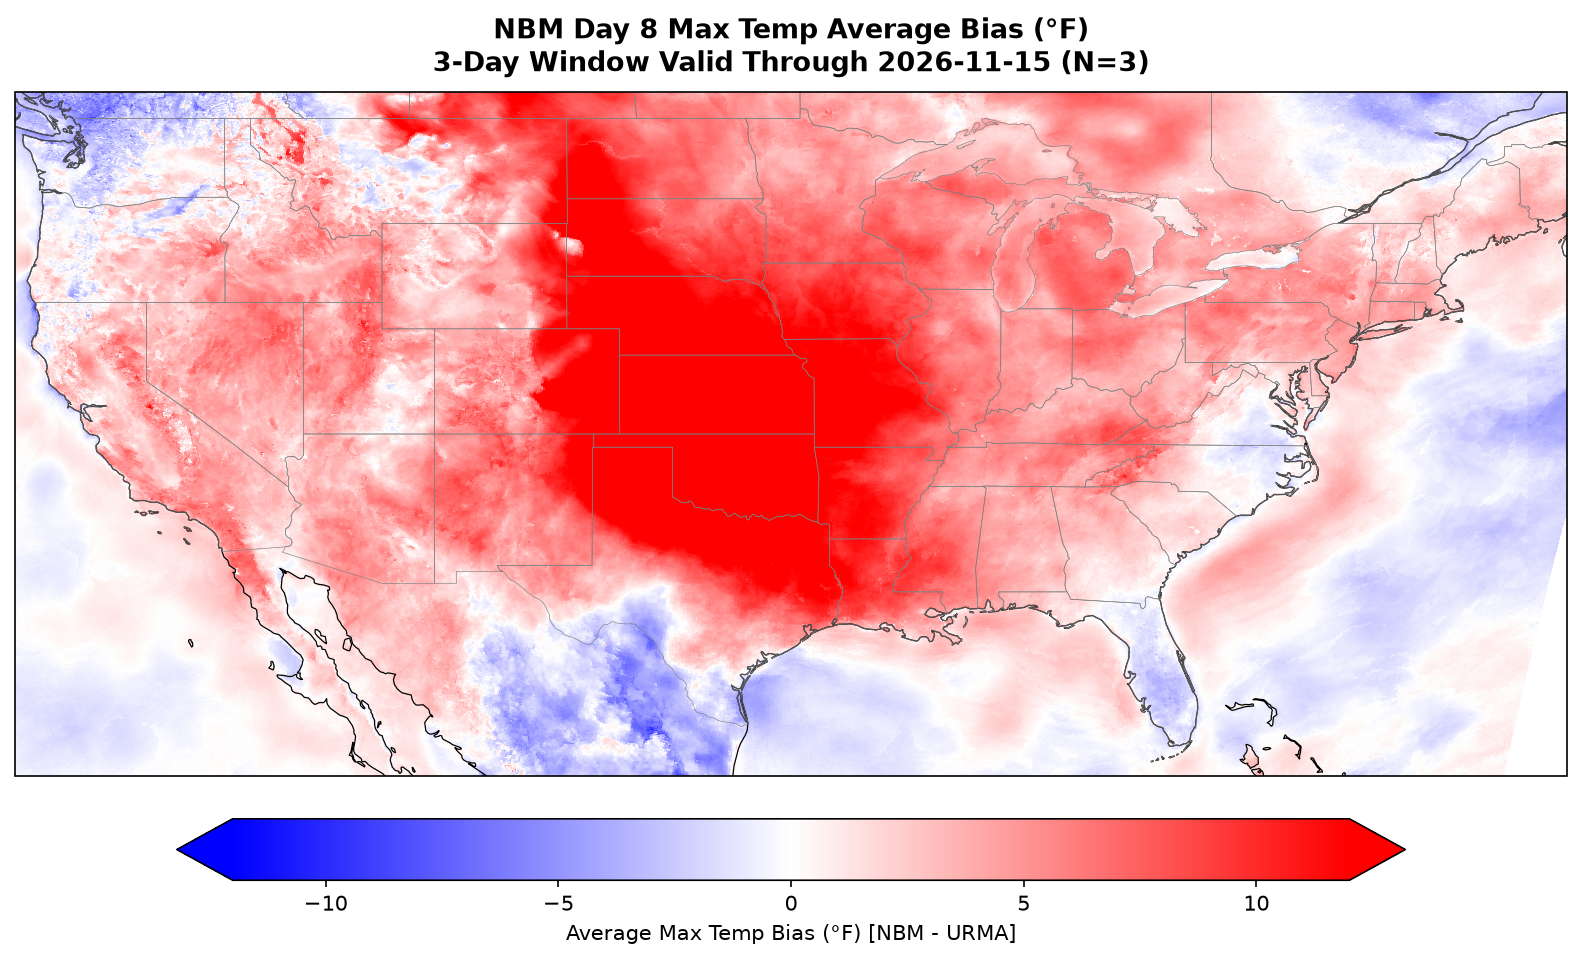 NBM Day 8 Max Temp Average Bias (°F)
3-Day Window Valid Through 2026-11-15 (N=3)
−10 −5 0 5 10
Average Max Temp Bias (°F) [NBM - URMA]